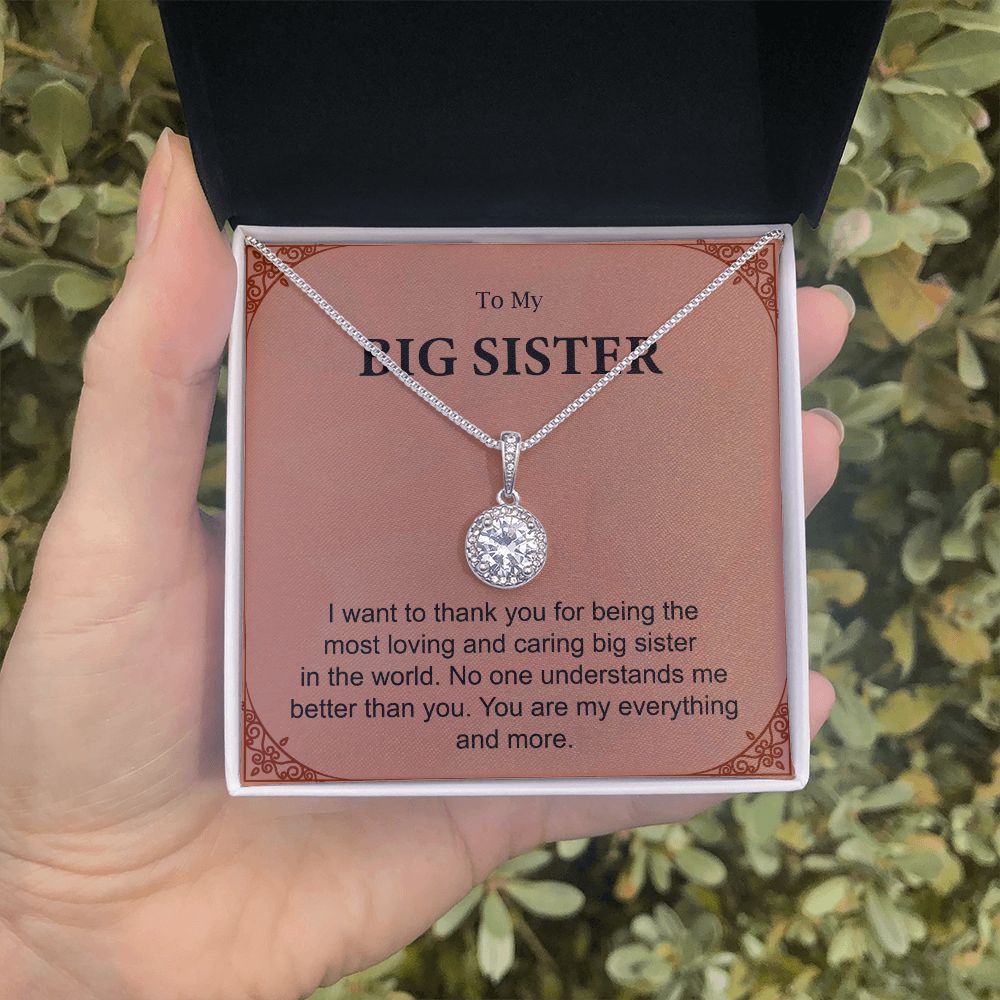 To My
BIG SISTER
I want to thank you for being the
most loving and caring big sister
in the world. No one understands me
better than you. You are my everything
and more.